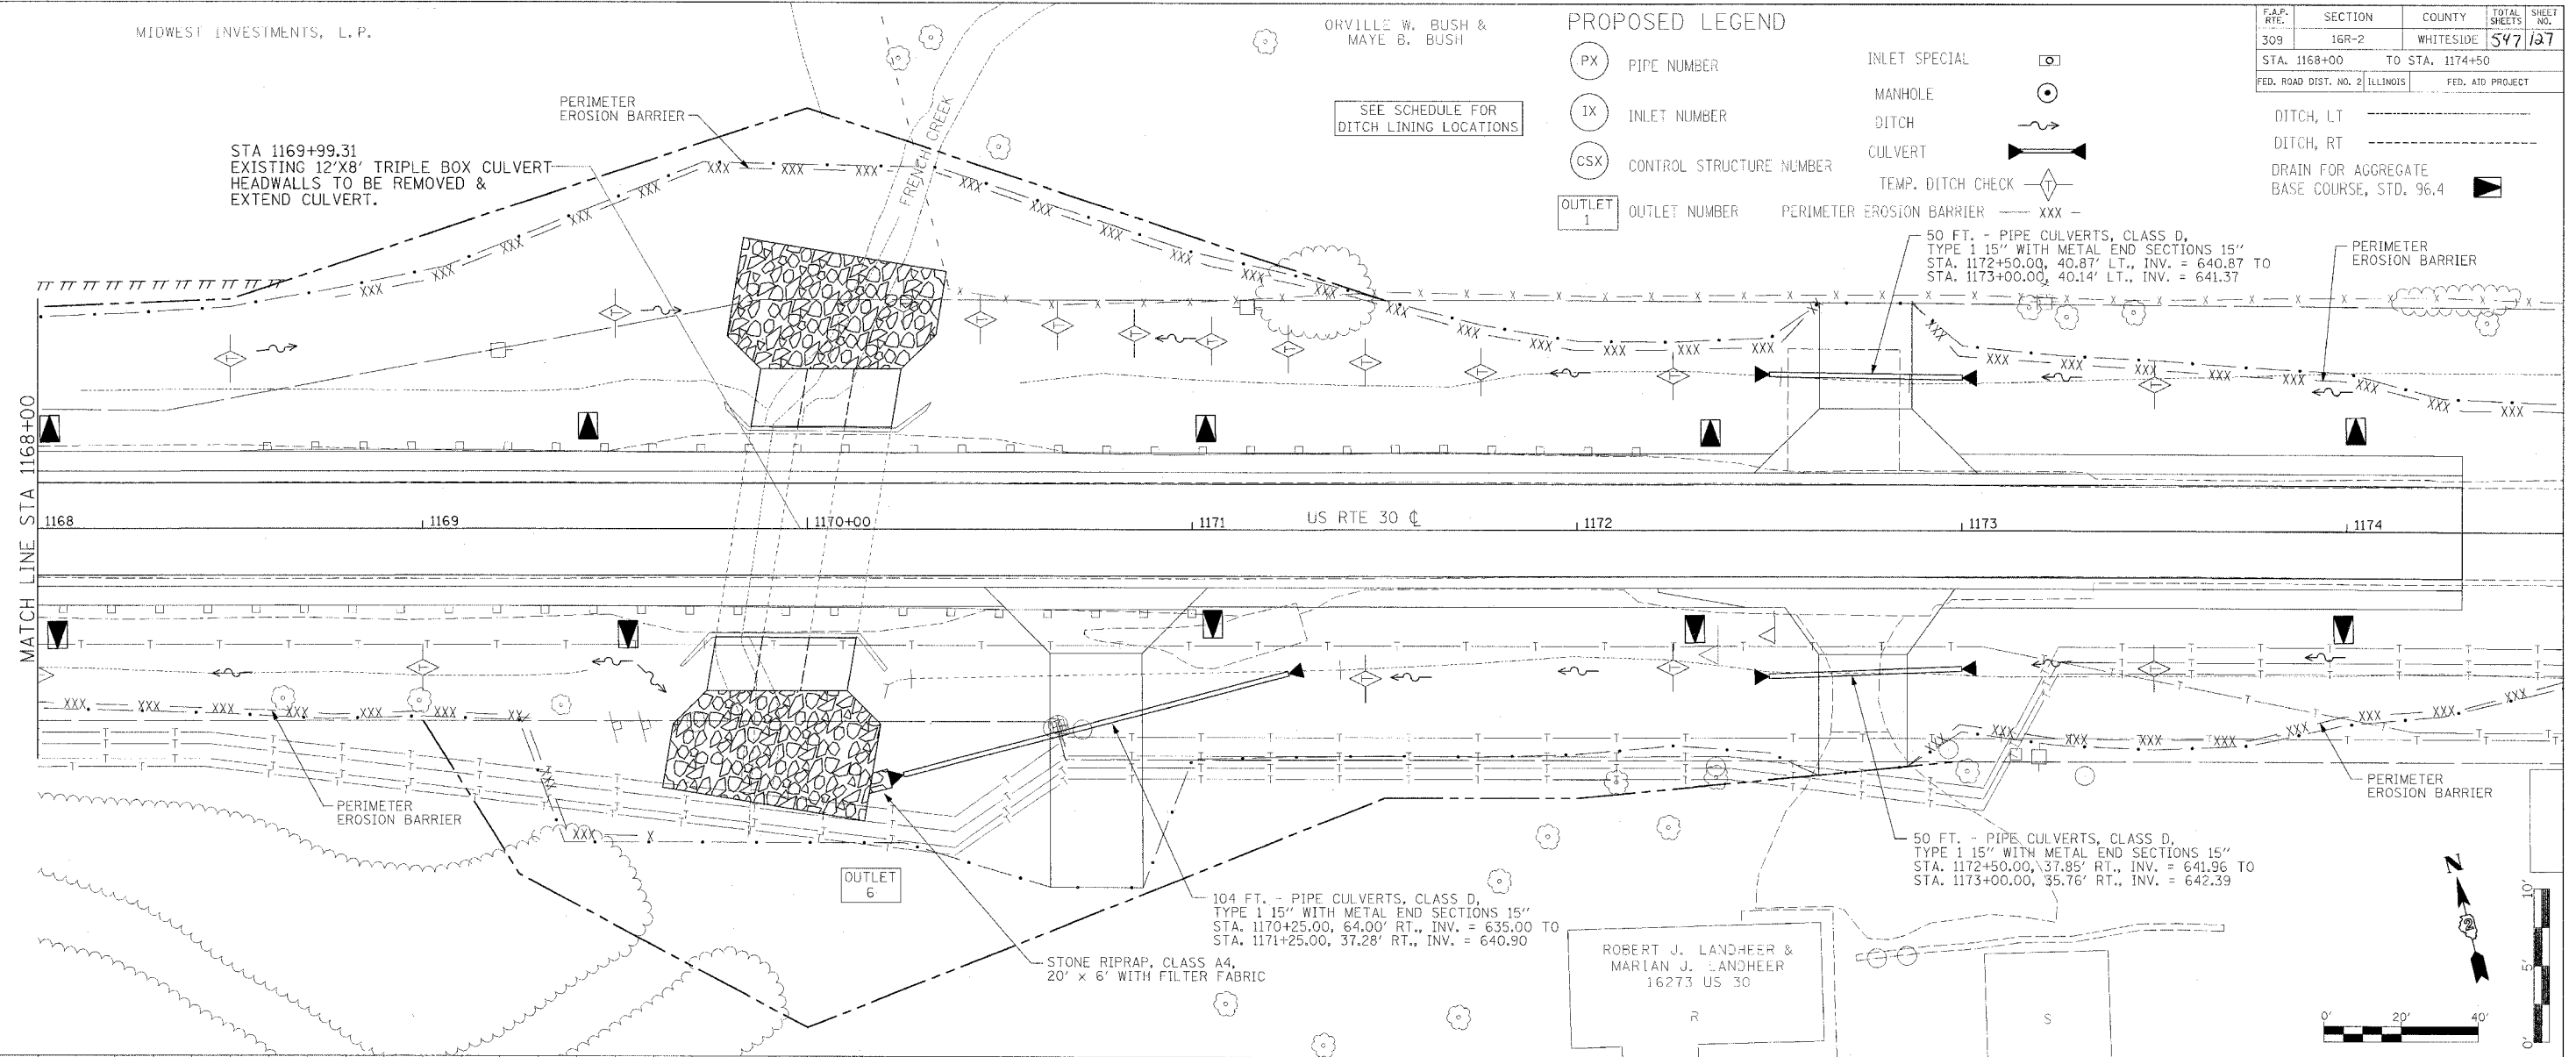 MIDWEST INVESTMENTS, L.P.
ORVILLE W. BUSH &
MAYE B. BUSH
PROPOSED LEGEND
PX PIPE NUMBER
IX INLET NUMBER
CSX CONTROL STRUCTURE NUMBER
OUTLET
1
OUTLET NUMBER
INLET SPECIAL
MANHOLE
DITCH
CULVERT
TEMP. DITCH CHECK
T
PERIMETER EROSION BARRIER XXX
F.A.P.
RTE.
SECTION
COUNTY
TOTAL
SHEETS
SHEET
NO.
309
16R-2
WHITESIDE
547
127
STA. 1168+00 TO STA. 1174+50
FED. ROAD DIST. NO. 2
ILLINOIS
FED. AID PROJECT
DITCH, LT
DITCH, RT
DRAIN FOR AGGREGATE
BASE COURSE, STD. 96.4
SEE SCHEDULE FOR
DITCH LINING LOCATIONS
PERIMETER
EROSION BARRIER
STA 1169+99.31
EXISTING 12'X8' TRIPLE BOX CULVERT
HEADWALLS TO BE REMOVED &
EXTEND CULVERT.
FRENCH CREEK
50 FT. - PIPE CULVERTS, CLASS D,
TYPE 1 15" WITH METAL END SECTIONS 15"
STA. 1172+50.00, 40.87' LT., INV. = 640.87 TO
STA. 1173+00.00, 40.14' LT., INV. = 641.37
PERIMETER
EROSION BARRIER
MATCH LINE STA 1168+00
1168
1169
1170+00
1171
US RTE 30 ℄
1172
1173
1174
PERIMETER
EROSION BARRIER
OUTLET
6
104 FT. - PIPE CULVERTS, CLASS D,
TYPE 1 15" WITH METAL END SECTIONS 15"
STA. 1170+25.00, 64.00' RT., INV. = 635.00 TO
STA. 1171+25.00, 37.28' RT., INV. = 640.90
STONE RIPRAP, CLASS A4,
20' x 6' WITH FILTER FABRIC
PERIMETER
EROSION BARRIER
50 FT. - PIPE CULVERTS, CLASS D,
TYPE 1 15" WITH METAL END SECTIONS 15"
STA. 1172+50.00, 37.85' RT., INV. = 641.96 TO
STA. 1173+00.00, 35.76' RT., INV. = 642.39
ROBERT J. LANDHEER &
MARIAN J. LANDHEER
16273 US 30
R
S
N
2
0' 20' 40'
10'
5'
0'